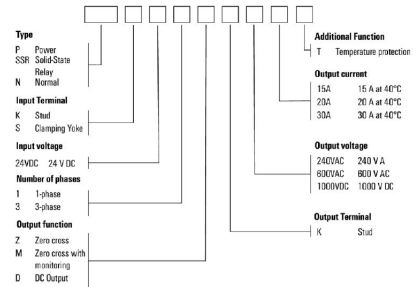 Type
P Power
SSR Solid-State
Relay
N Normal
Input Terminal
K Stud
S Clamping Yoke
Input voltage
24VDC 24 V DC
Number of phases
1 1-phase
3 3-phase
Output function
Z Zero cross
M Zero cross with
monitoring
D DC Output
Additional Function
T Temperature protection
Output current
15A 15 A at 40°C
20A 20 A at 40°C
30A 30 A at 40°C
Output voltage
240VAC 240 V A
600VAC 600 V AC
1000VDC 1000 V DC
Output Terminal
K Stud